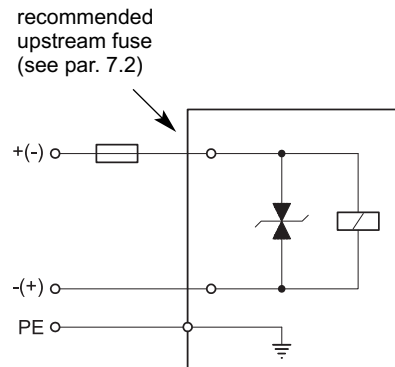 recommended
upstream fuse
(see par. 7.2)
+(-)
-(+)
PE